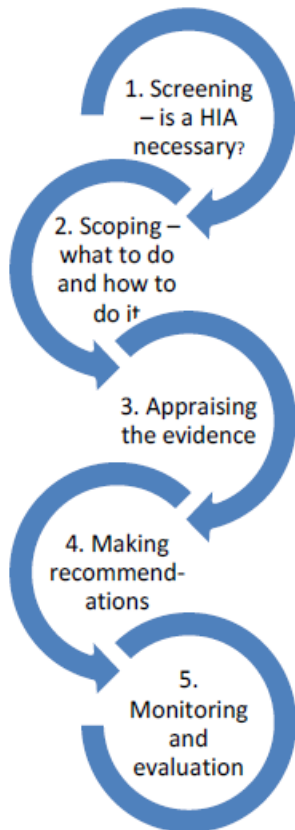 1. Screening
– is a HIA
necessary?
2. Scoping –
what to do
and how to
do it
3. Appraising
the evidence
4. Making
recommend-
ations
5.
Monitoring
and
evaluation